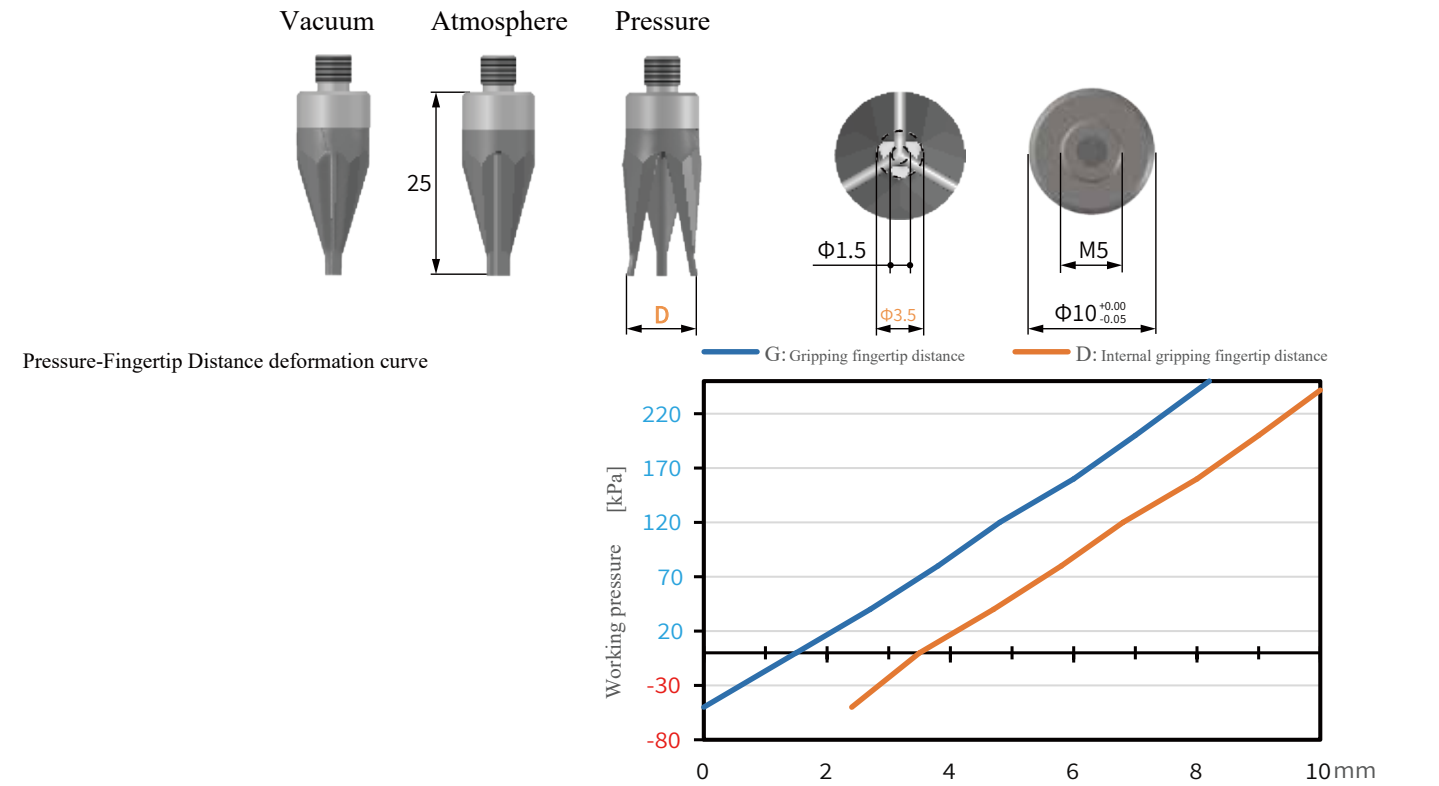 Vacuum Atmosphere Pressure
25
Φ1.5
M5
D
Φ3.5
Φ10 +0.00 -0.05
Pressure-Fingertip Distance deformation curve
G: Gripping fingertip distance
D: Internal gripping fingertip distance
Working pressure [kPa]
220
170
120
70
20
-30
-80
0 2 4 6 8 10 mm